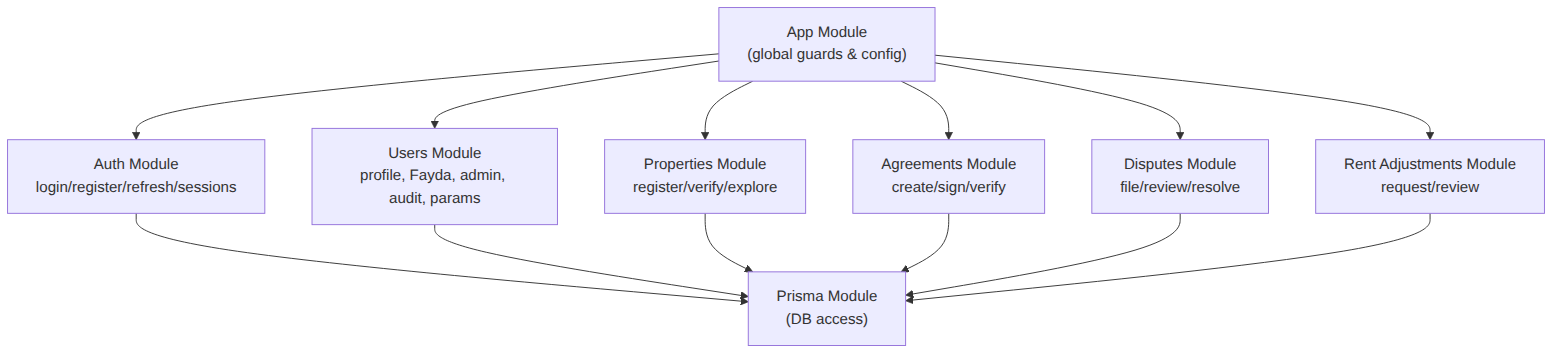 App Module
(global guards & config)
Auth Module
login/register/refresh/sessions
Users Module
profile, Fayda, admin,
audit, params
Properties Module
register/verify/explore
Agreements Module
create/sign/verify
Disputes Module
file/review/resolve
Rent Adjustments Module
request/review
Prisma Module
(DB access)